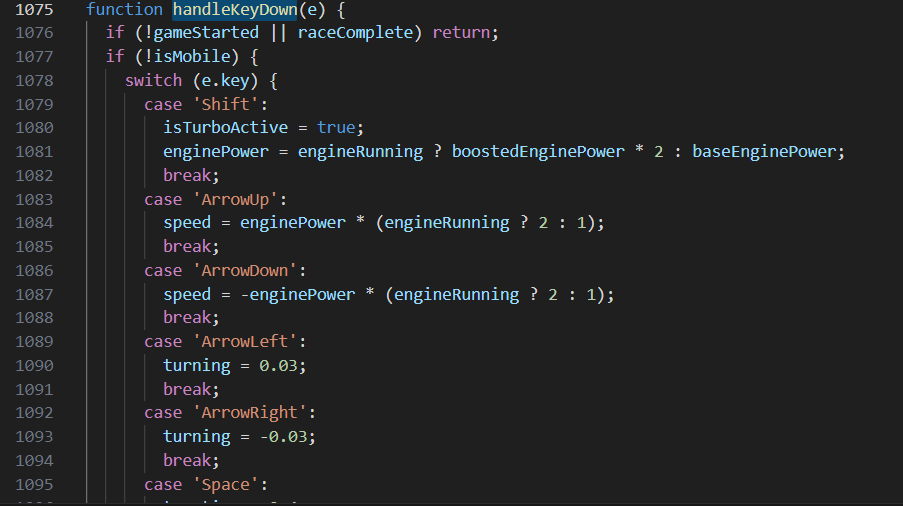 1075 function handleKeyDown(e) {
1076 if (!gameStarted || raceComplete) return;
1077 if (!isMobile) {
1078 switch (e.key) {
1079 case 'Shift':
1080 isTurboActive = true;
1081 enginePower = engineRunning ? boostedEnginePower * 2 : baseEnginePower;
1082 break;
1083 case 'ArrowUp':
1084 speed = enginePower * (engineRunning ? 2 : 1);
1085 break;
1086 case 'ArrowDown':
1087 speed = -enginePower * (engineRunning ? 2 : 1);
1088 break;
1089 case 'ArrowLeft':
1090 turning = 0.03;
1091 break;
1092 case 'ArrowRight':
1093 turning = -0.03;
1094 break;
1095 case 'Space':